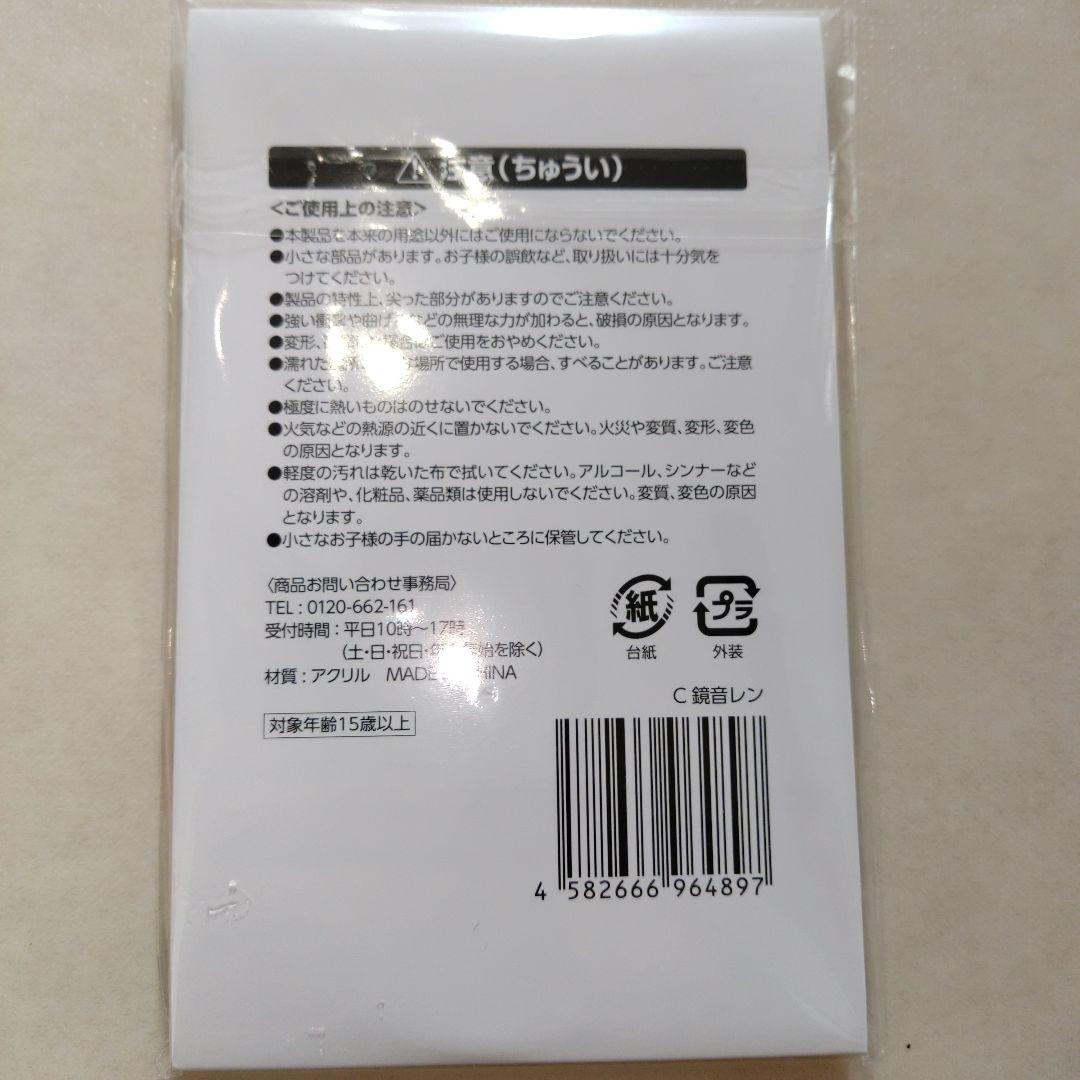 注意(ちゅうい)
<ご使用上の注意>
●本製品を本来の用途以外にはご使用にならないでください。
●小さな部品があります。お子様の誤飲など、取り扱いには十分気を
つけてください。
●製品の特性上、尖った部分がありますのでご注意ください。
●強い衝撃や曲げ などの無理な力が加わると、破損の原因となります。
●変形、 ご使用をおやめください。
●濡れた 場所で使用する場合、すべることがあります。ご注意
ください。
●極度に熱いものはのせないでください。
●火気などの熱源の近くに置かないでください。火災や変質、変形、変色
の原因となります。
●軽度の汚れは乾いた布で拭いてください。アルコール、シンナーなど
の溶剤や、化粧品、薬品類は使用しないでください。変質、変色の原因
となります。
●小さなお子様の手の届かないところに保管してください。
〈商品お問い合わせ事務局〉
TEL : 0120-662-161
受付時間 : 平日10時〜17時
(土・日・祝日・ 始を除く)
材質 : アクリル MADE
紙
台紙
プラ
外装
C 鏡音レン
対象年齢15歳以上
4 582666 964897